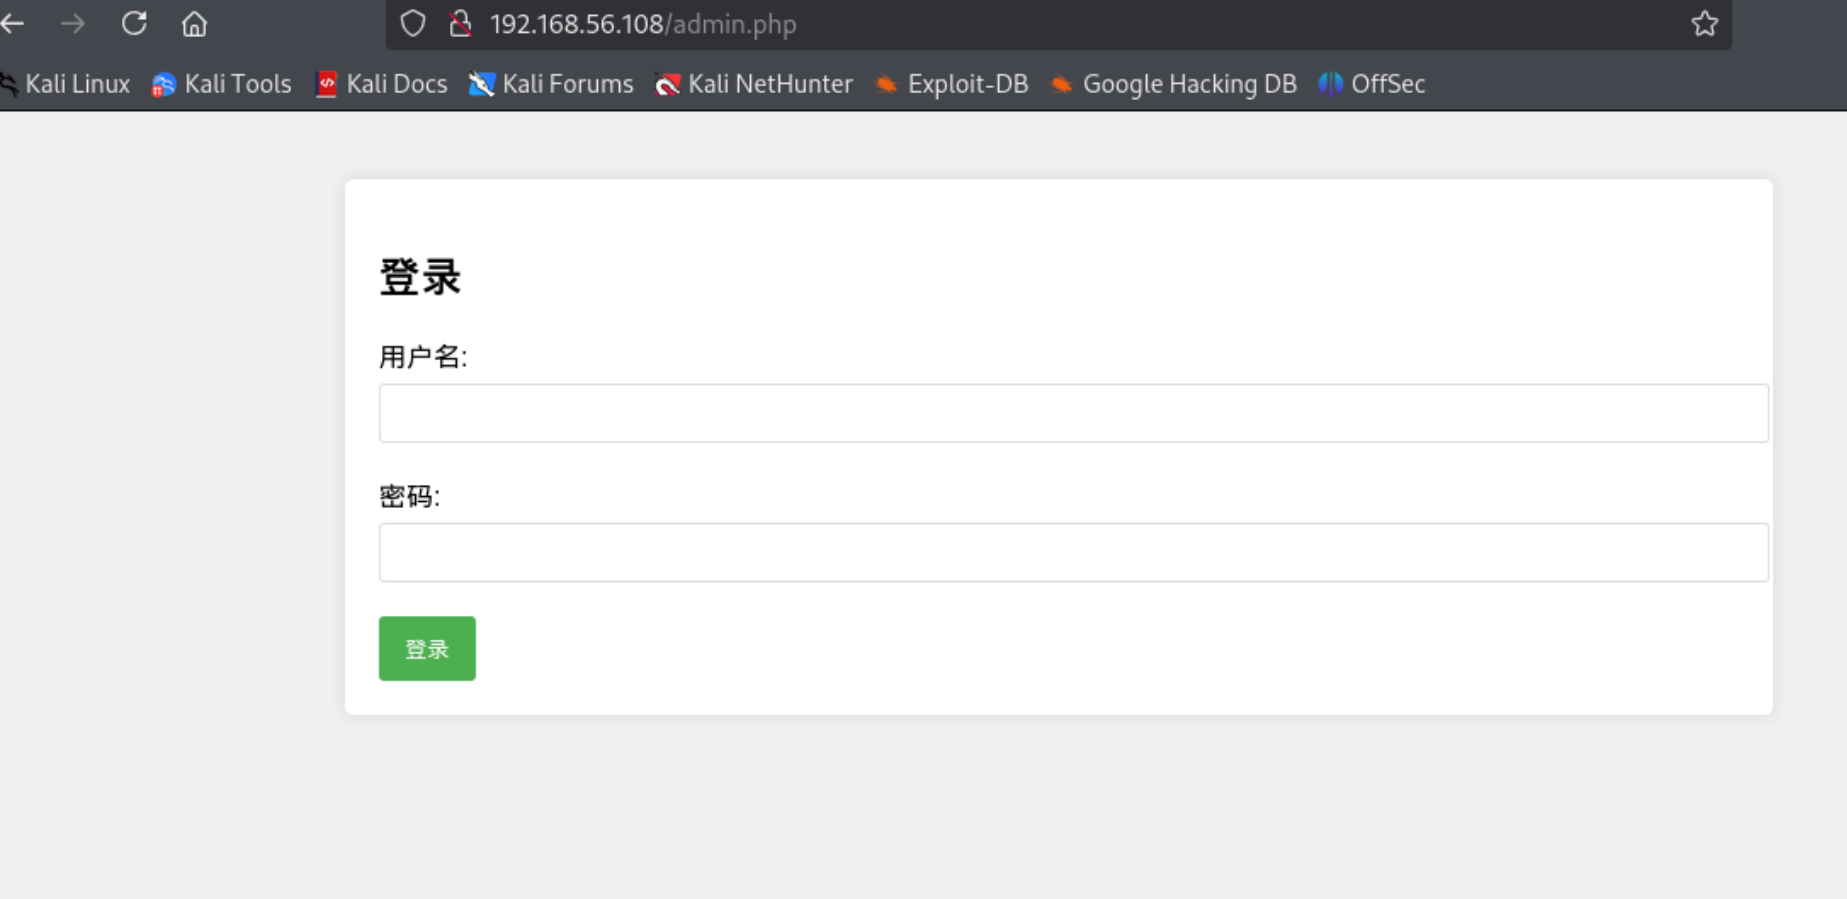 192.168.56.108/admin.php
Kali Linux Kali Tools Kali Docs Kali Forums Kali NetHunter Exploit-DB Google Hacking DB OffSec
登录
用户名:
密码:
登录